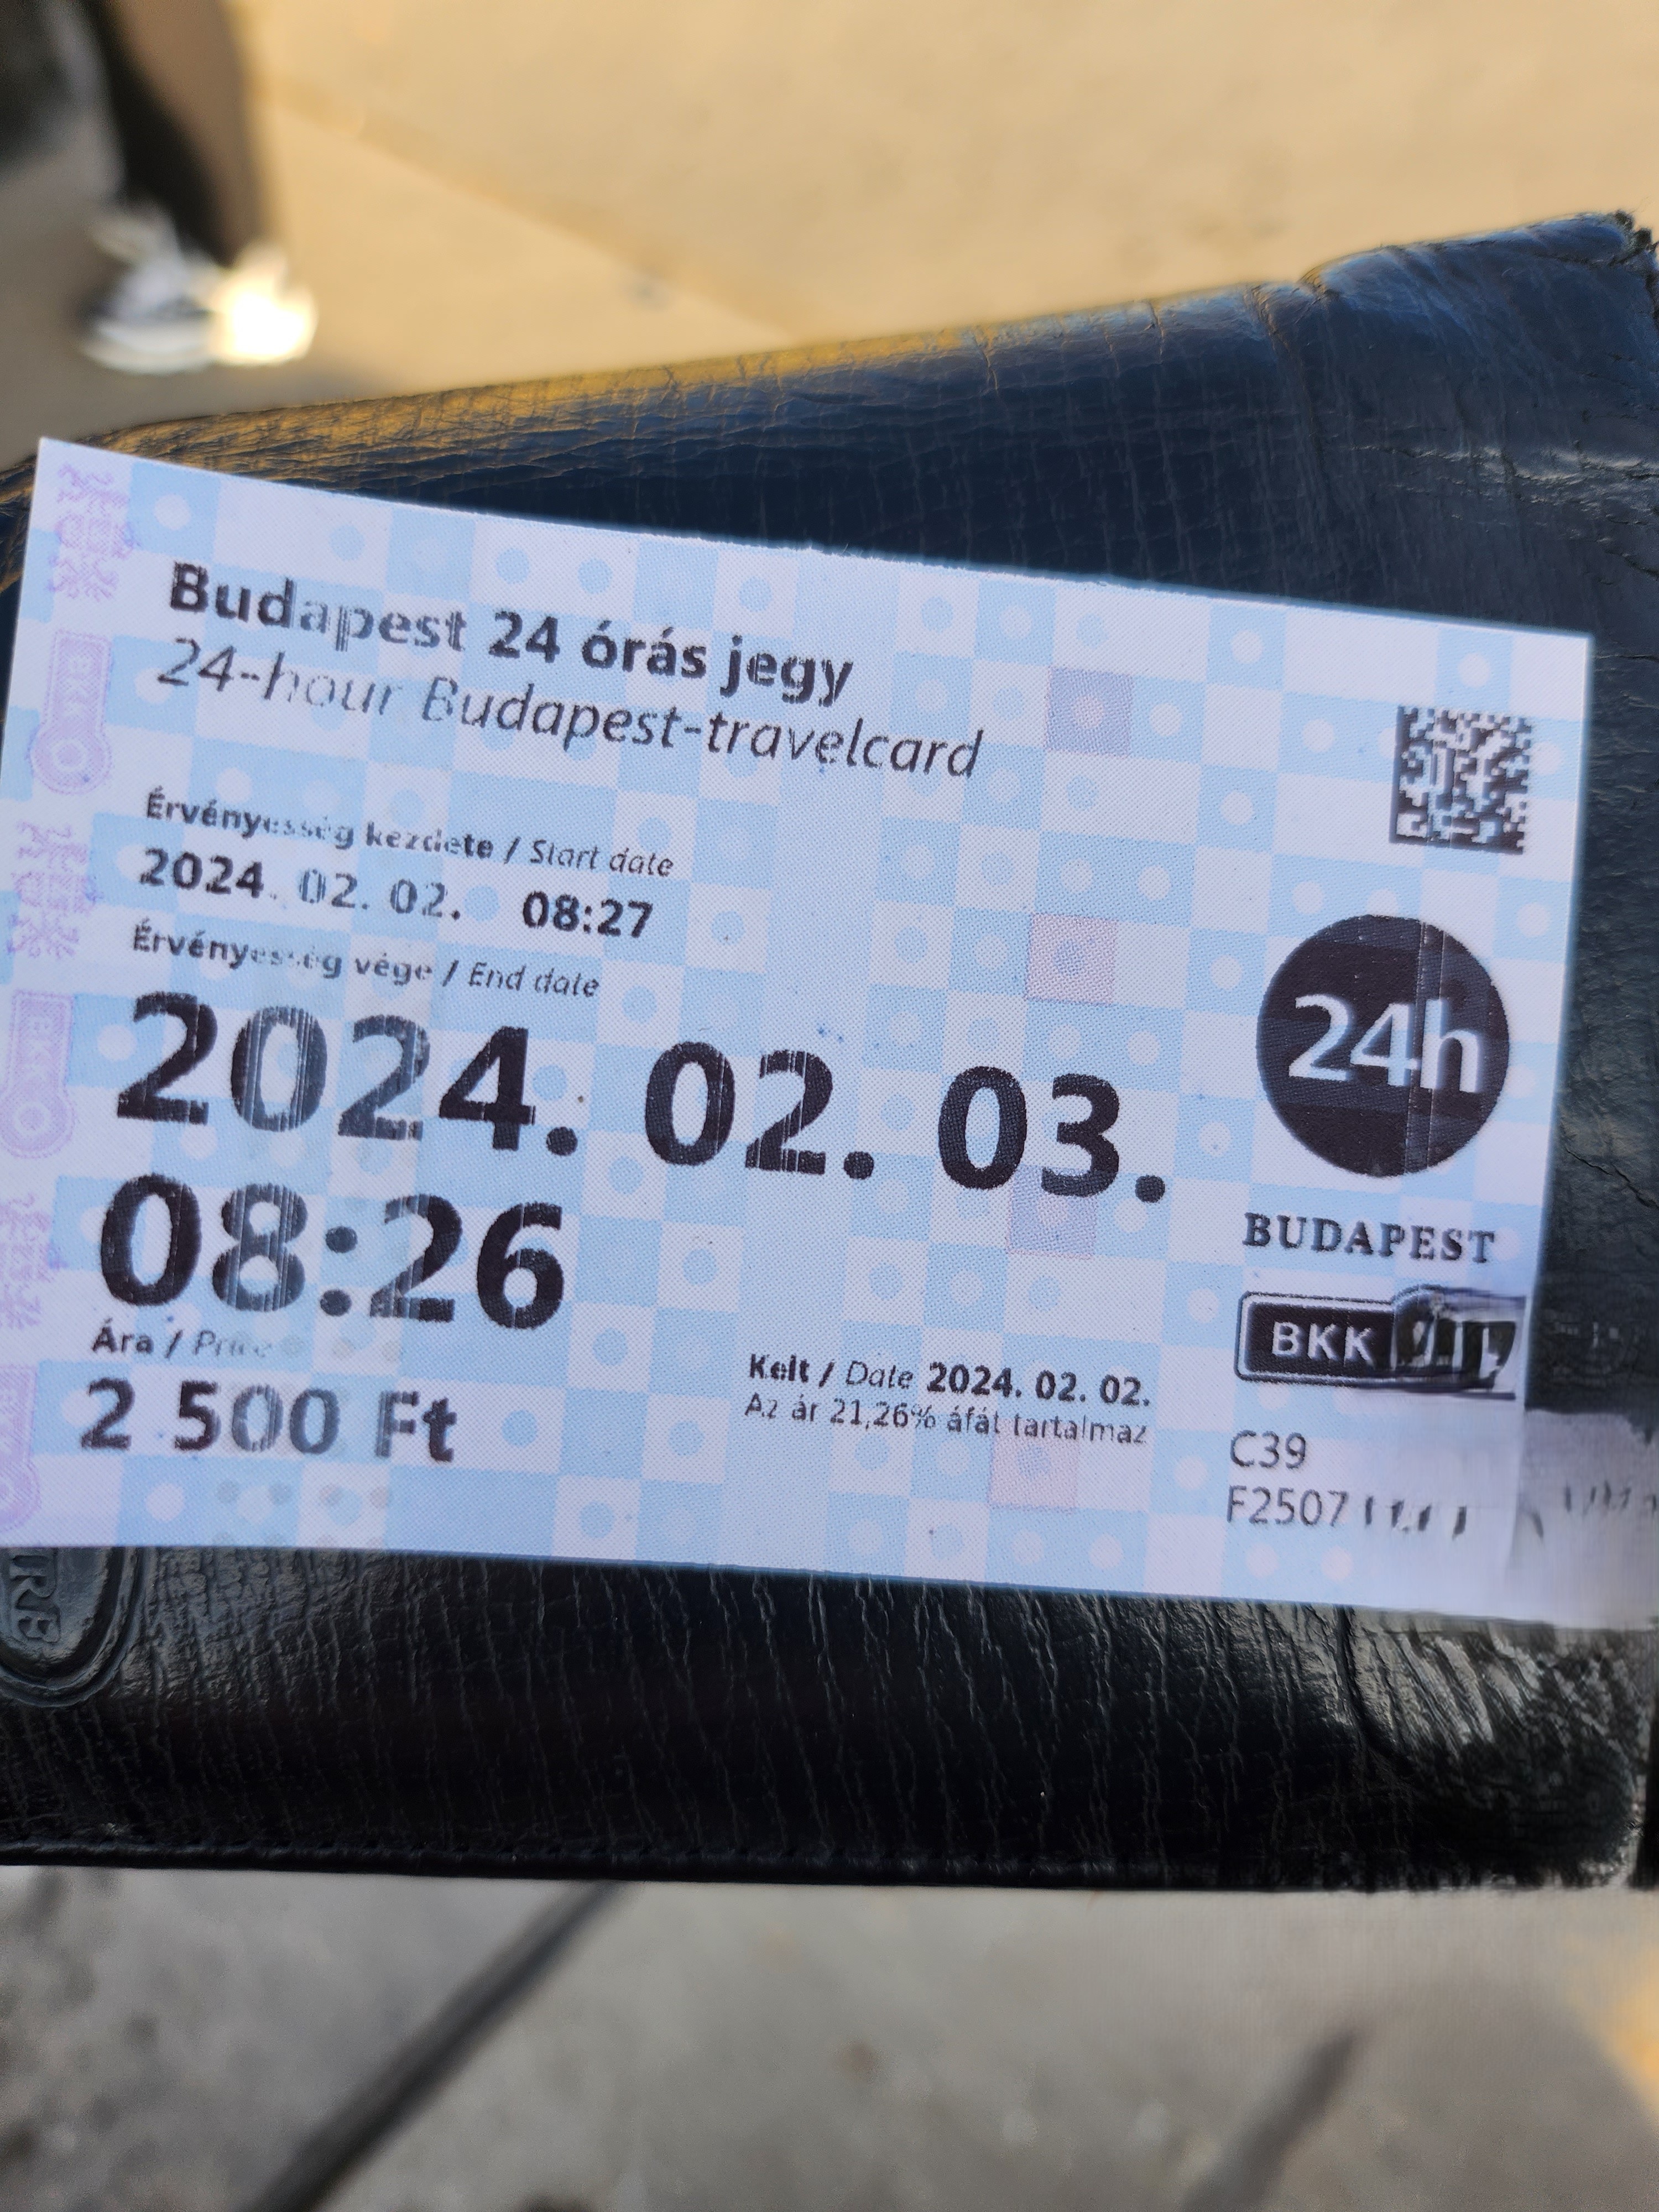 Budapest 24 órás jegy
24-hour Budapest-travelcard
Érvényesség kezdete / Start date
2024. 02. 02. 08:27
Érvényesség vége / End date
2024. 02. 03.
08:26
Ára / Price
2 500 Ft
Kelt / Date 2024. 02. 02.
Az ár 21,26% áfát tartalmaz
24h
BUDAPEST
BKK
C39
F2507
BKK
BKK